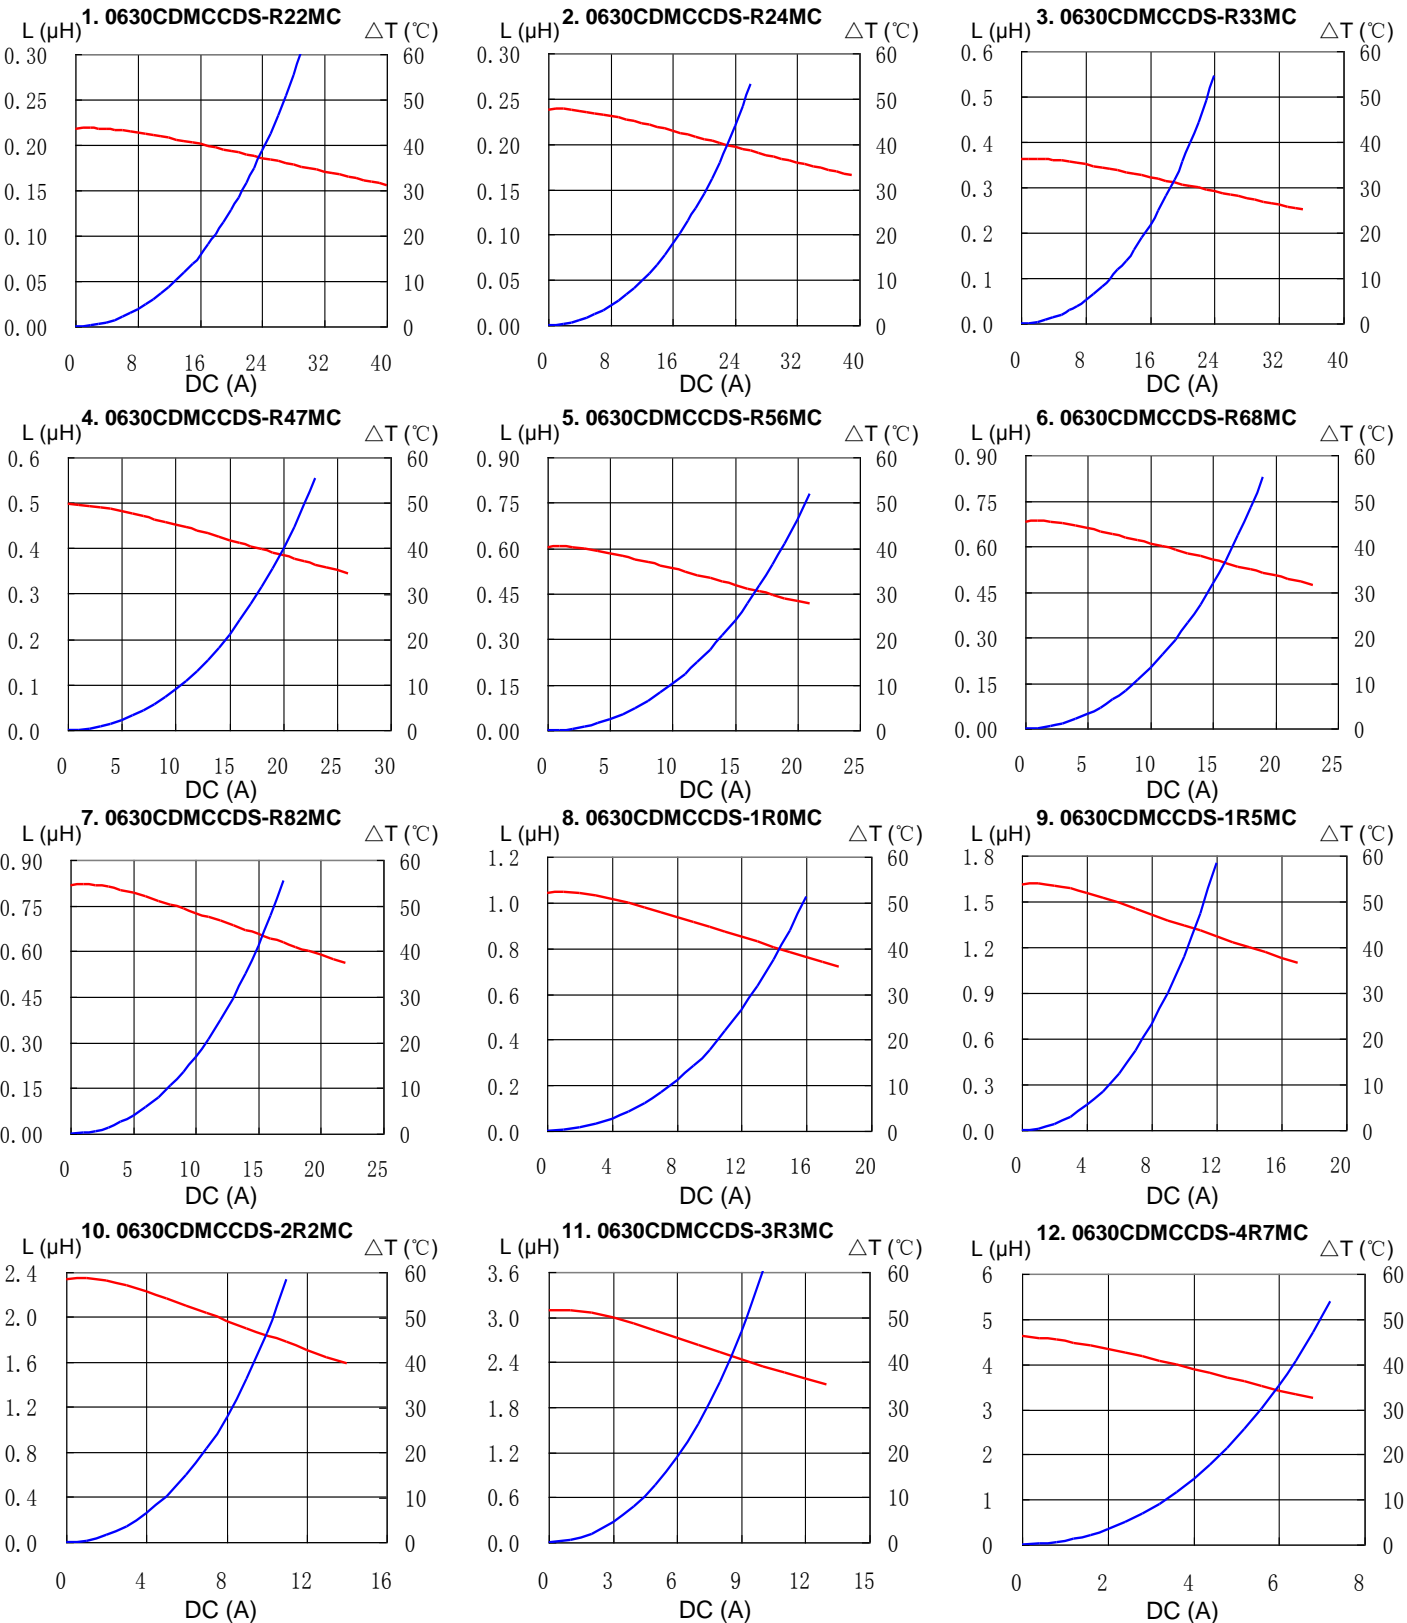 1. 0630CDMCCDS-R22MC
L (μH) △T (℃)
0.30 60
0.25 50
0.20 40
0.15 30
0.10 20
0.05 10
0.00 0
0 8 16 24 32 40
DC (A)
2. 0630CDMCCDS-R24MC
L (μH) △T (℃)
0.30 60
0.25 50
0.20 40
0.15 30
0.10 20
0.05 10
0.00 0
0 8 16 24 32 40
DC (A)
3. 0630CDMCCDS-R33MC
L (μH) △T (℃)
0.6 60
0.5 50
0.4 40
0.3 30
0.2 20
0.1 10
0.0 0
0 8 16 24 32 40
DC (A)
4. 0630CDMCCDS-R47MC
L (μH) △T (℃)
0.6 60
0.5 50
0.4 40
0.3 30
0.2 20
0.1 10
0.0 0
0 5 10 15 20 25 30
DC (A)
5. 0630CDMCCDS-R56MC
L (μH) △T (℃)
0.90 60
0.75 50
0.60 40
0.45 30
0.30 20
0.15 10
0.00 0
0 5 10 15 20 25
DC (A)
6. 0630CDMCCDS-R68MC
L (μH) △T (℃)
0.90 60
0.75 50
0.60 40
0.45 30
0.30 20
0.15 10
0.00 0
0 5 10 15 20 25
DC (A)
7. 0630CDMCCDS-R82MC
L (μH) △T (℃)
0.90 60
0.75 50
0.60 40
0.45 30
0.30 20
0.15 10
0.00 0
0 5 10 15 20 25
DC (A)
8. 0630CDMCCDS-1R0MC
L (μH) △T (℃)
1.2 60
1.0 50
0.8 40
0.6 30
0.4 20
0.2 10
0.0 0
0 4 8 12 16 20
DC (A)
9. 0630CDMCCDS-1R5MC
L (μH) △T (℃)
1.8 60
1.5 50
1.2 40
0.9 30
0.6 20
0.3 10
0.0 0
0 4 8 12 16 20
DC (A)
10. 0630CDMCCDS-2R2MC
L (μH) △T (℃)
2.4 60
2.0 50
1.6 40
1.2 30
0.8 20
0.4 10
0.0 0
0 4 8 12 16
DC (A)
11. 0630CDMCCDS-3R3MC
L (μH) △T (℃)
3.6 60
3.0 50
2.4 40
1.8 30
1.2 20
0.6 10
0.0 0
0 3 6 9 12 15
DC (A)
12. 0630CDMCCDS-4R7MC
L (μH) △T (℃)
6 60
5 50
4 40
3 30
2 20
1 10
0 0
0 2 4 6 8
DC (A)